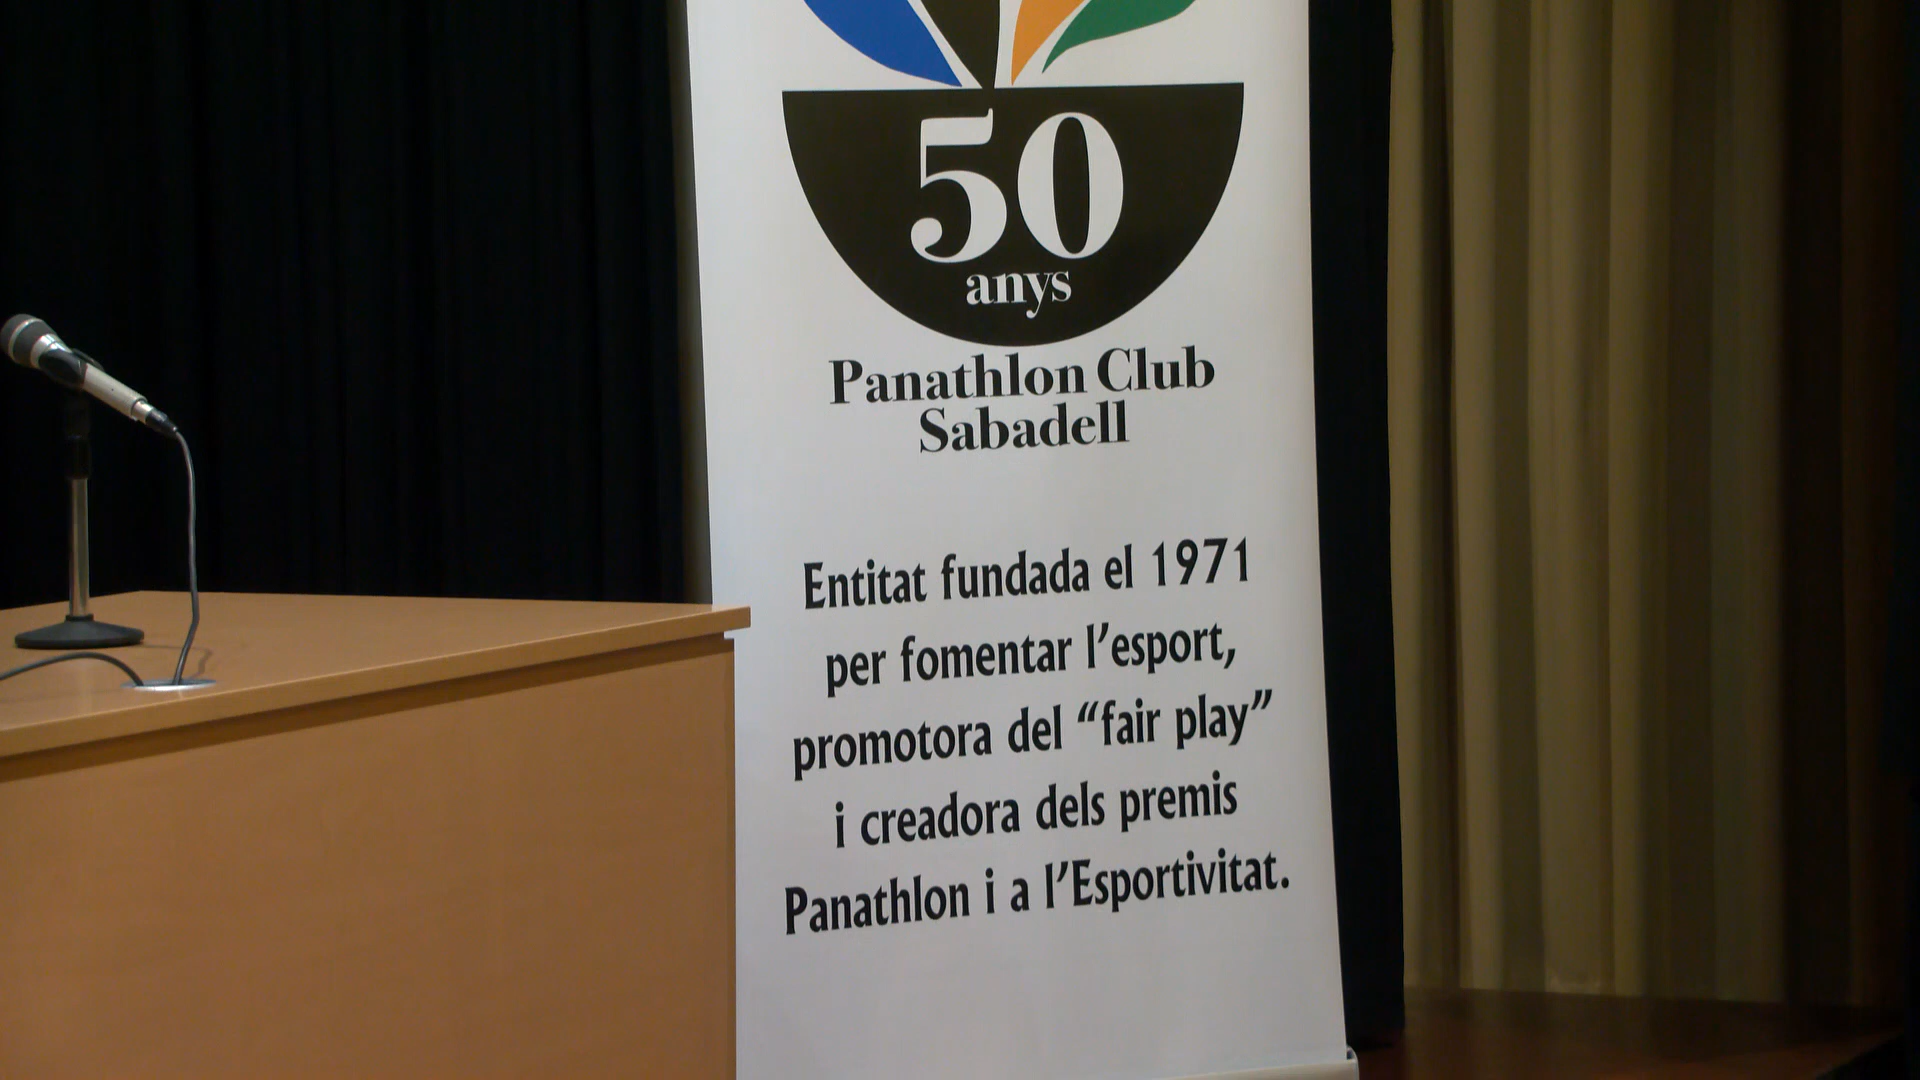 50
anys
Panathlon Club
Sabadell
Entitat fundada el 1971
per fomentar l’esport,
promotora del “fair play”
i creadora dels premis
Panathlon i a l’Esportivitat.